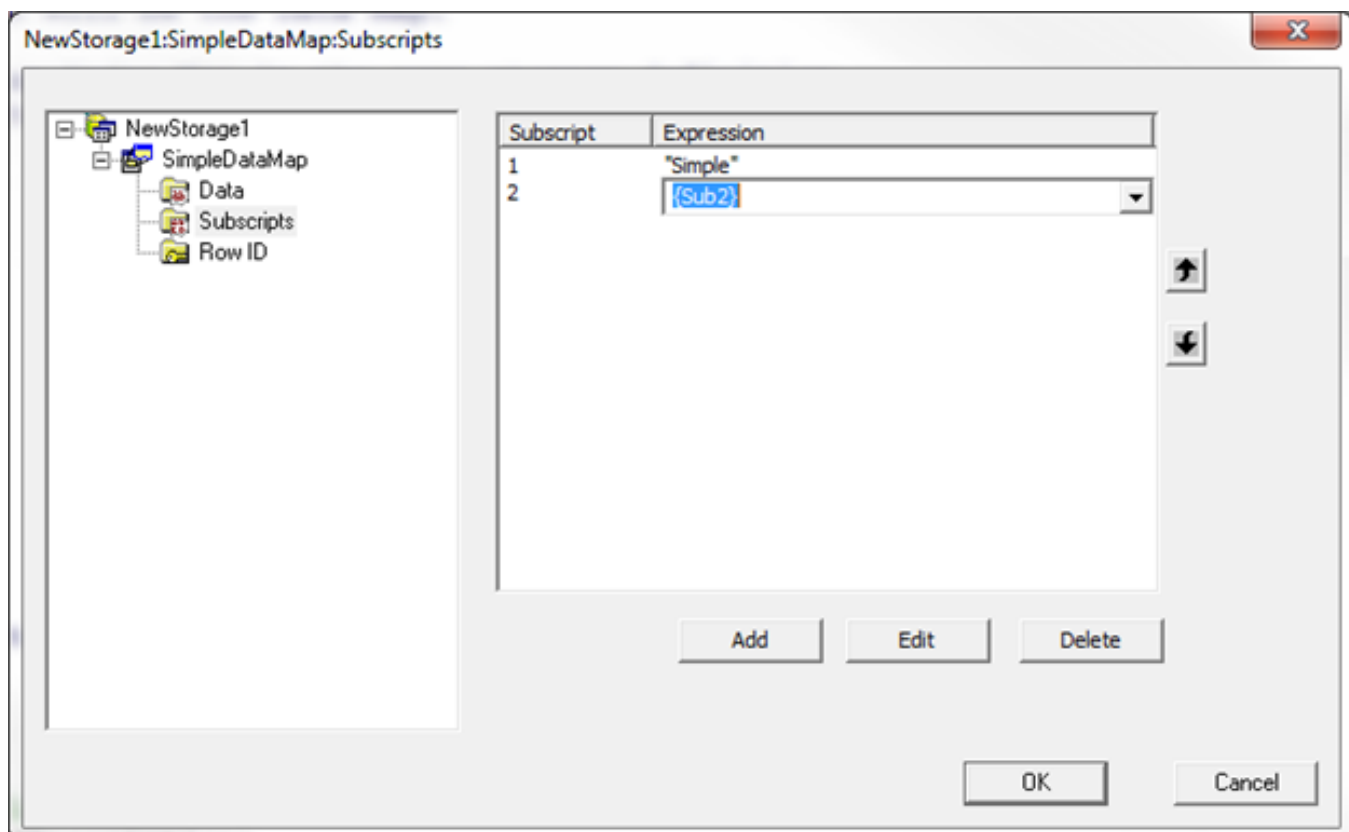 NewStorage1:SimpleDataMap:Subscripts
NewStorage1
SimpleDataMap
Data
Subscripts
Row ID
Subscript Expression
1 "Simple"
2 {Sub2}
Add Edit Delete
OK Cancel